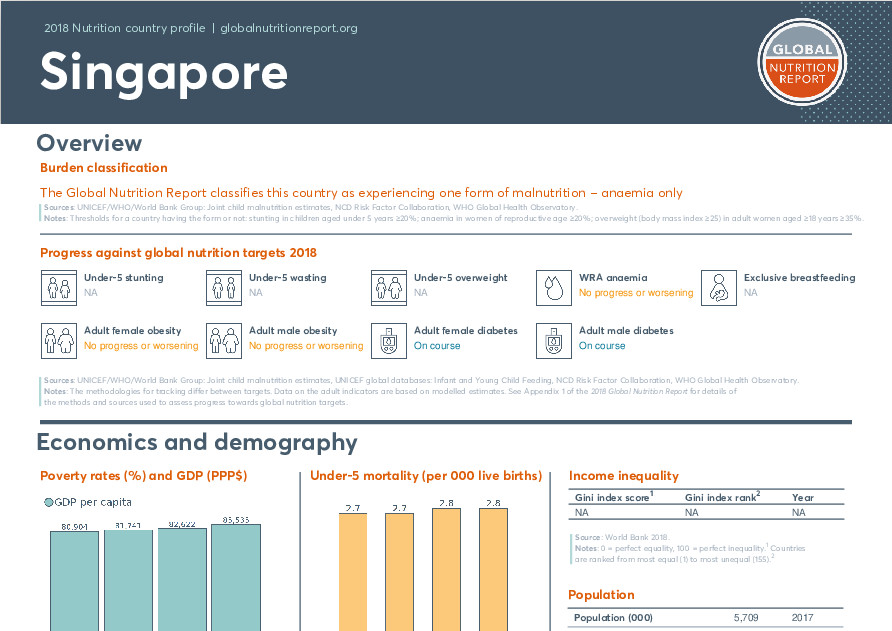 2018 Nutrition country profile | globalnutritionreport.org
Singapore
GLOBAL
NUTRITION
REPORT
Overview
Burden classification
The Global Nutrition Report classifies this country as experiencing one form of malnutrition – anaemia only
Sources: UNICEF/WHO/World Bank Group: Joint child malnutrition estimates, NCD Risk Factor Collaboration, WHO Global Health Observatory.
Notes: Thresholds for a country having the form or not: stunting in children aged under 5 years ≥20%; anaemia in women of reproductive age ≥20%; overweight (body mass index ≥25) in adult women aged ≥18 years ≥35%.
Progress against global nutrition targets 2018
Under-5 stunting
NA
Under-5 wasting
NA
Under-5 overweight
NA
WRA anaemia
No progress or worsening
Exclusive breastfeeding
NA
Adult female obesity
No progress or worsening
Adult male obesity
No progress or worsening
Adult female diabetes
On course
Adult male diabetes
On course
Sources: UNICEF/WHO/World Bank Group: Joint child malnutrition estimates, UNICEF global databases: Infant and Young Child Feeding, NCD Risk Factor Collaboration, WHO Global Health Observatory.
Notes: The methodologies for tracking differ between targets. Data on the adult indicators are based on modelled estimates. See Appendix 1 of the 2018 Global Nutrition Report for details of
the methods and sources used to assess progress towards global nutrition targets.
Economics and demography
Poverty rates (%) and GDP (PPP$)
GDP per capita
80,904 81,741 82,622 85,535
Under-5 mortality (per 000 live births)
2.7 2.7 2.8 2.8
Income inequality
Gini index score1 Gini index rank2 Year
NA NA NA
Source: World Bank 2018.
Notes: 0 = perfect equality, 100 = perfect inequality.1 Countries
are ranked from most equal (1) to most unequal (155).2
Population
Population (000) 5,709 2017